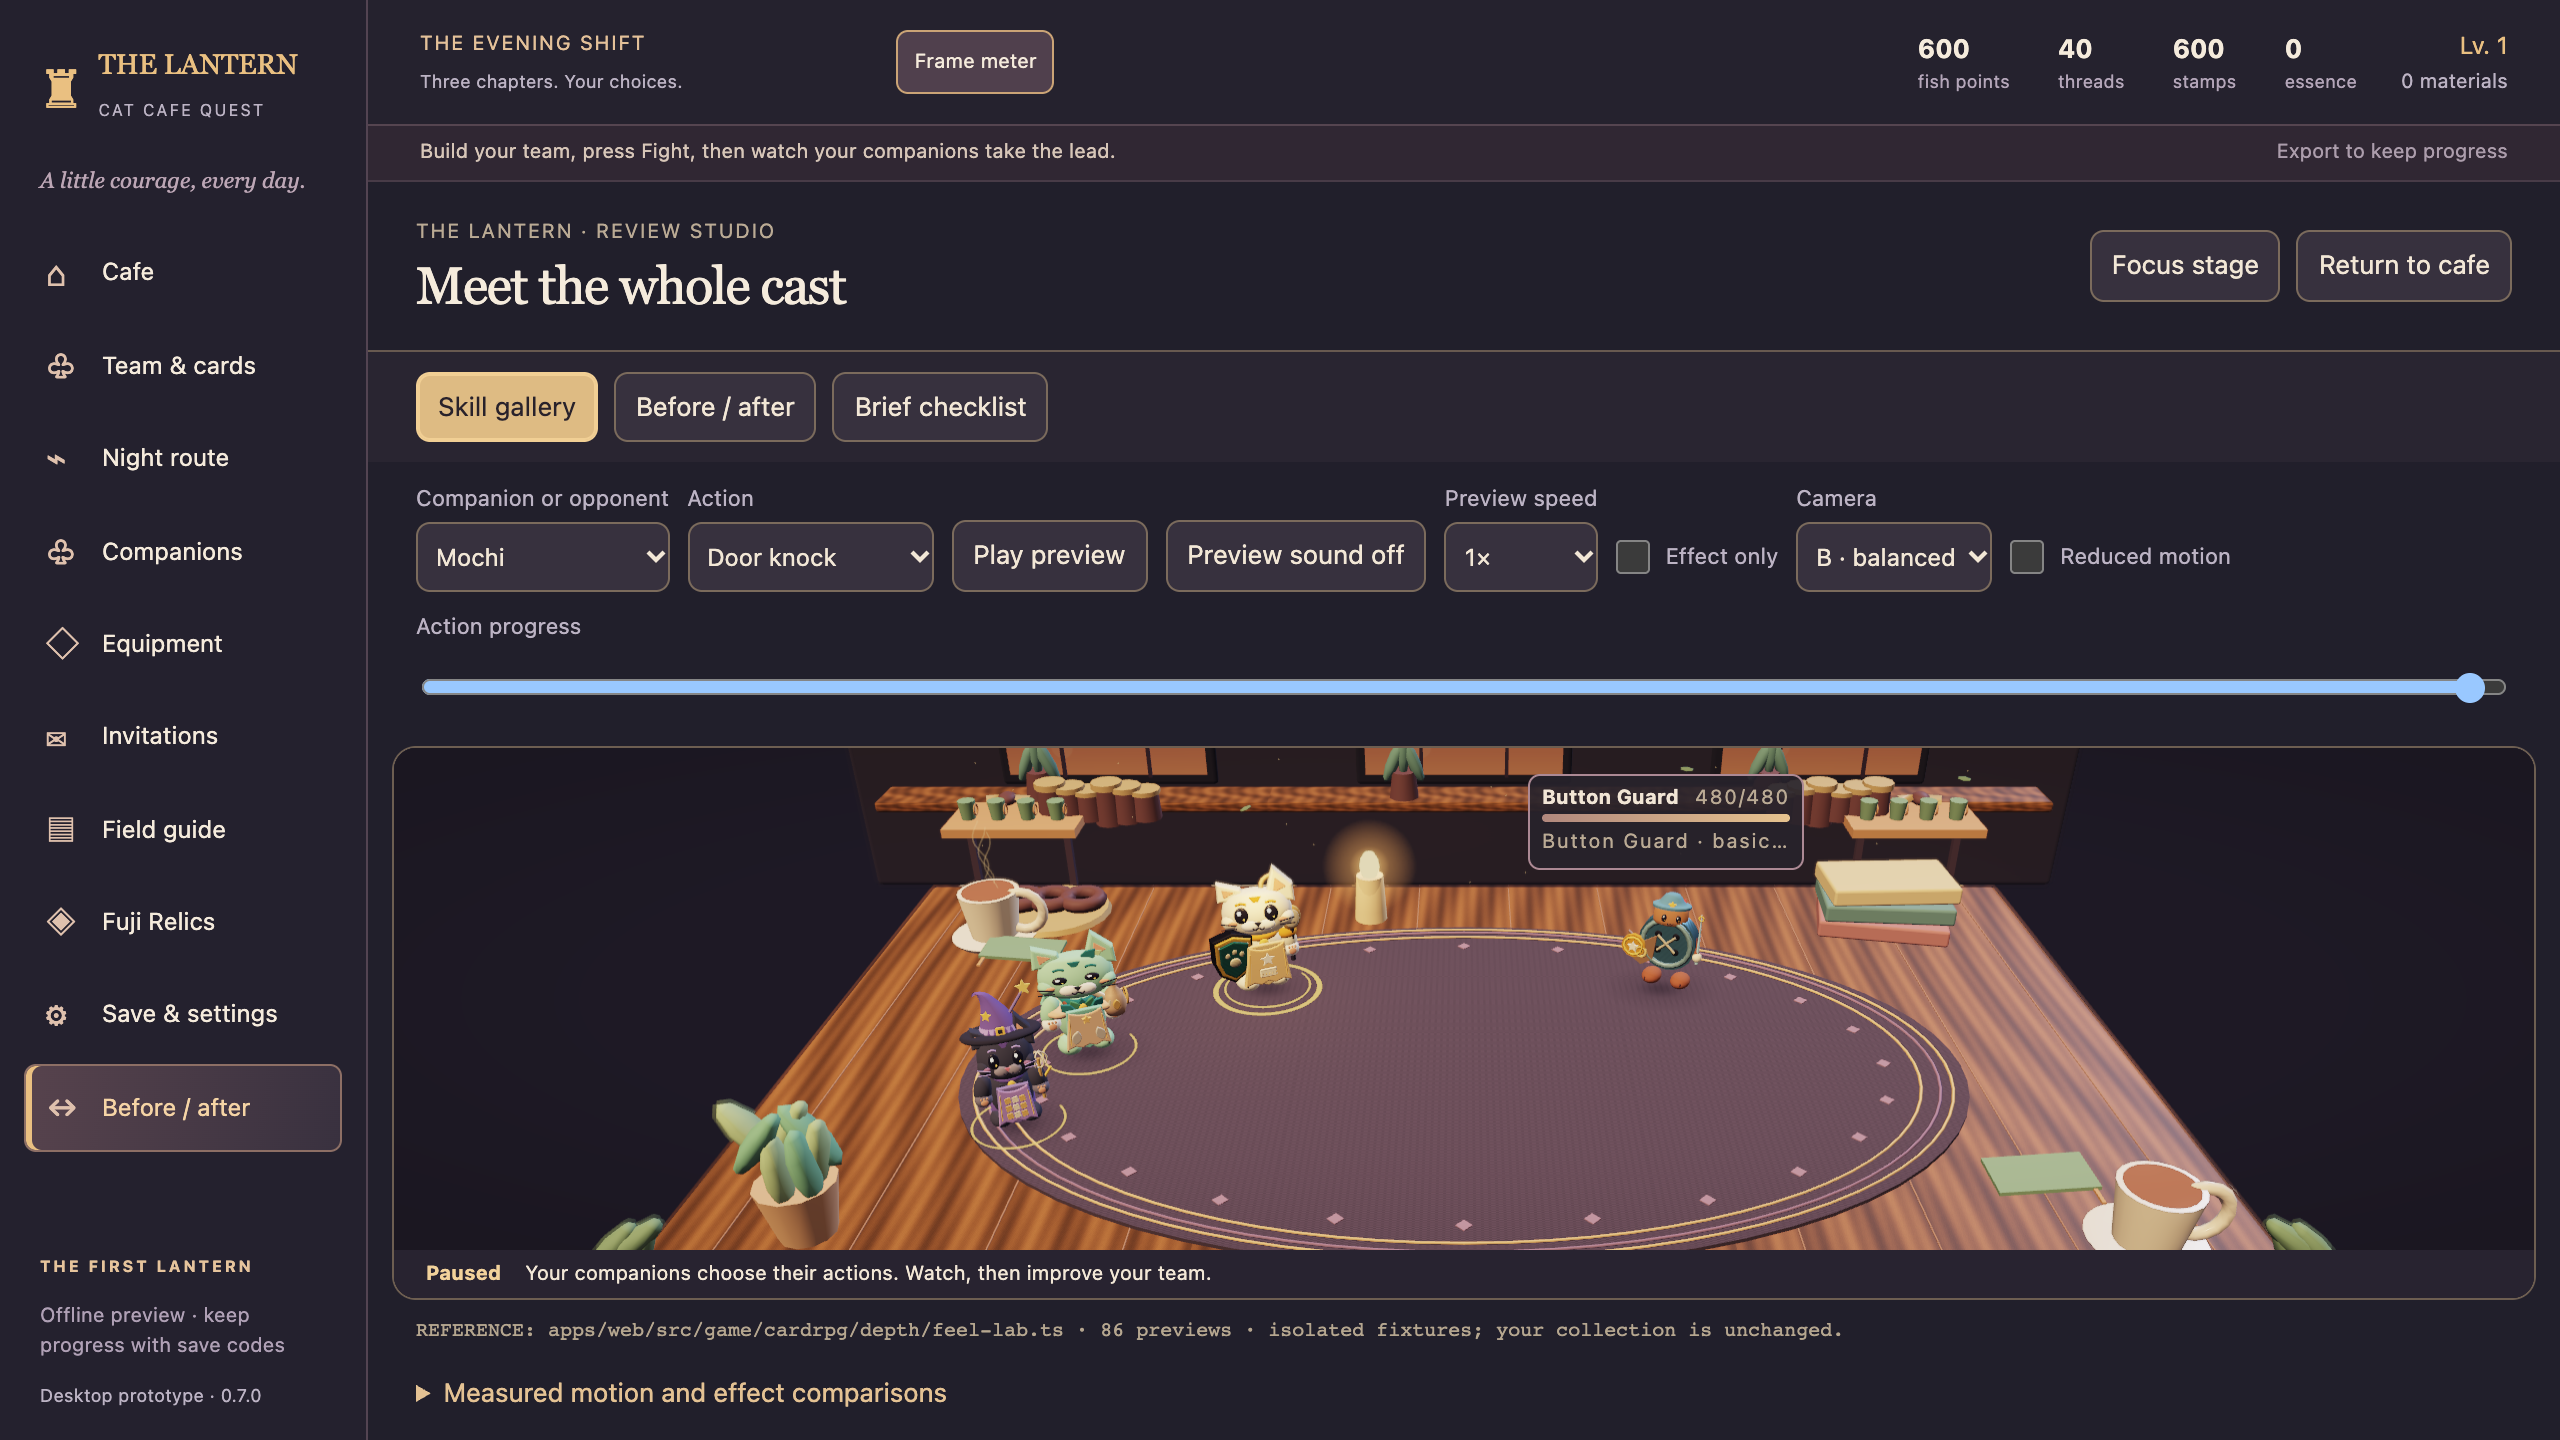 THE LANTERN
CAT CAFE QUEST
A little courage, every day.
Cafe
Team & cards
Night route
Companions
Equipment
Invitations
Field guide
Fuji Relics
Save & settings
Before / after
THE FIRST LANTERN
Offline preview · keep
progress with save codes
Desktop prototype · 0.7.0
THE EVENING SHIFT
Three chapters. Your choices.
Frame meter
600
fish points
40
threads
600
stamps
0
essence
Lv. 1
0 materials
Build your team, press Fight, then watch your companions take the lead.
Export to keep progress
THE LANTERN · REVIEW STUDIO
Meet the whole cast
Focus stage
Return to cafe
Skill gallery
Before / after
Brief checklist
Companion or opponent
Mochi
Action
Door knock
Play preview
Preview sound off
Preview speed
1×
Effect only
Camera
B · balanced
Reduced motion
Action progress
Button Guard 480/480
Button Guard · basic…
Paused Your companions choose their actions. Watch, then improve your team.
REFERENCE: apps/web/src/game/cardrpg/depth/feel-lab.ts · 86 previews · isolated fixtures; your collection is unchanged.
Measured motion and effect comparisons